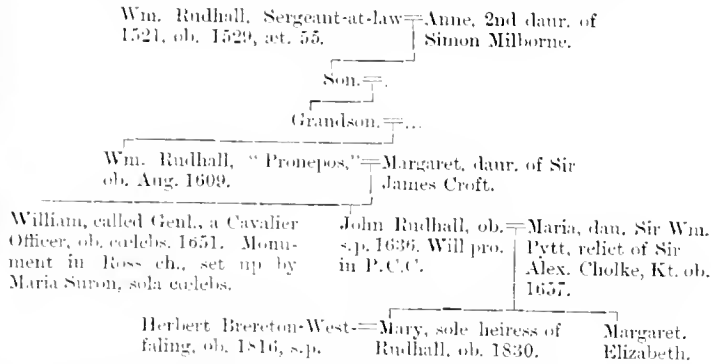 Wm. Rudhall, Sergeant-at-law = Anne, 2nd daur. of
1521, ob. 1529, æt. 55. Simon Milborne.
Son. = .
Grandson. = ...
Wm. Rudhall, "Pronepos," = Margaret, daur. of Sir
ob. Aug. 1609. James Croft.
William, called Genl., a Cavalier
Officer, ob. cœlebs. 1651. Monu-
ment in Ross ch., set up by
Maria Suron, sola cœlebs.
John Rudhall, ob. = Maria, dau. Sir Wm.
s.p. 1636. Will pro. Pytt, relict of Sir
in P.C.C. Alex. Cholke, Kt. ob.
1657.
Herbert Brereton-West- = Mary, sole heiress of
faling, ob. 1816, s.p. Rudhall, ob. 1830.
Margaret.
Elizabeth.